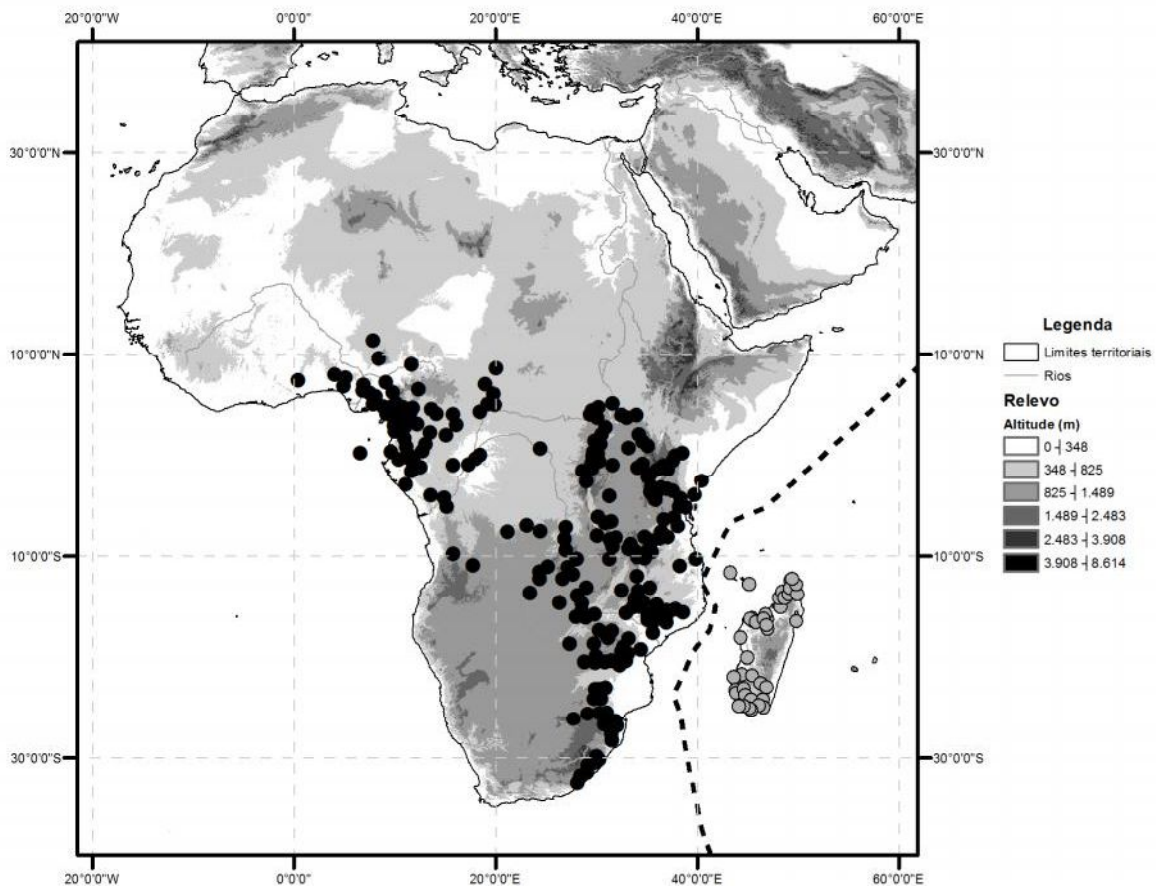 20°0'0"W
0°0'0"
20°0'0"E
40°0'0"E
60°0'0"E
30°0'0"N
30°0'0"N
10°0'0"N
10°0'0"N
10°0'0"S
10°0'0"S
30°0'0"S
30°0'0"S
20°0'0"W
0°0'0"
20°0'0"E
40°0'0"E
60°0'0"E
Legenda
Limites territoriais
Rios
Relevo
Altitude (m)
0 ┤348
348 ┤825
825 ┤1.489
1.489 ┤2.483
2.483 ┤3.908
3.908 ┤8.614